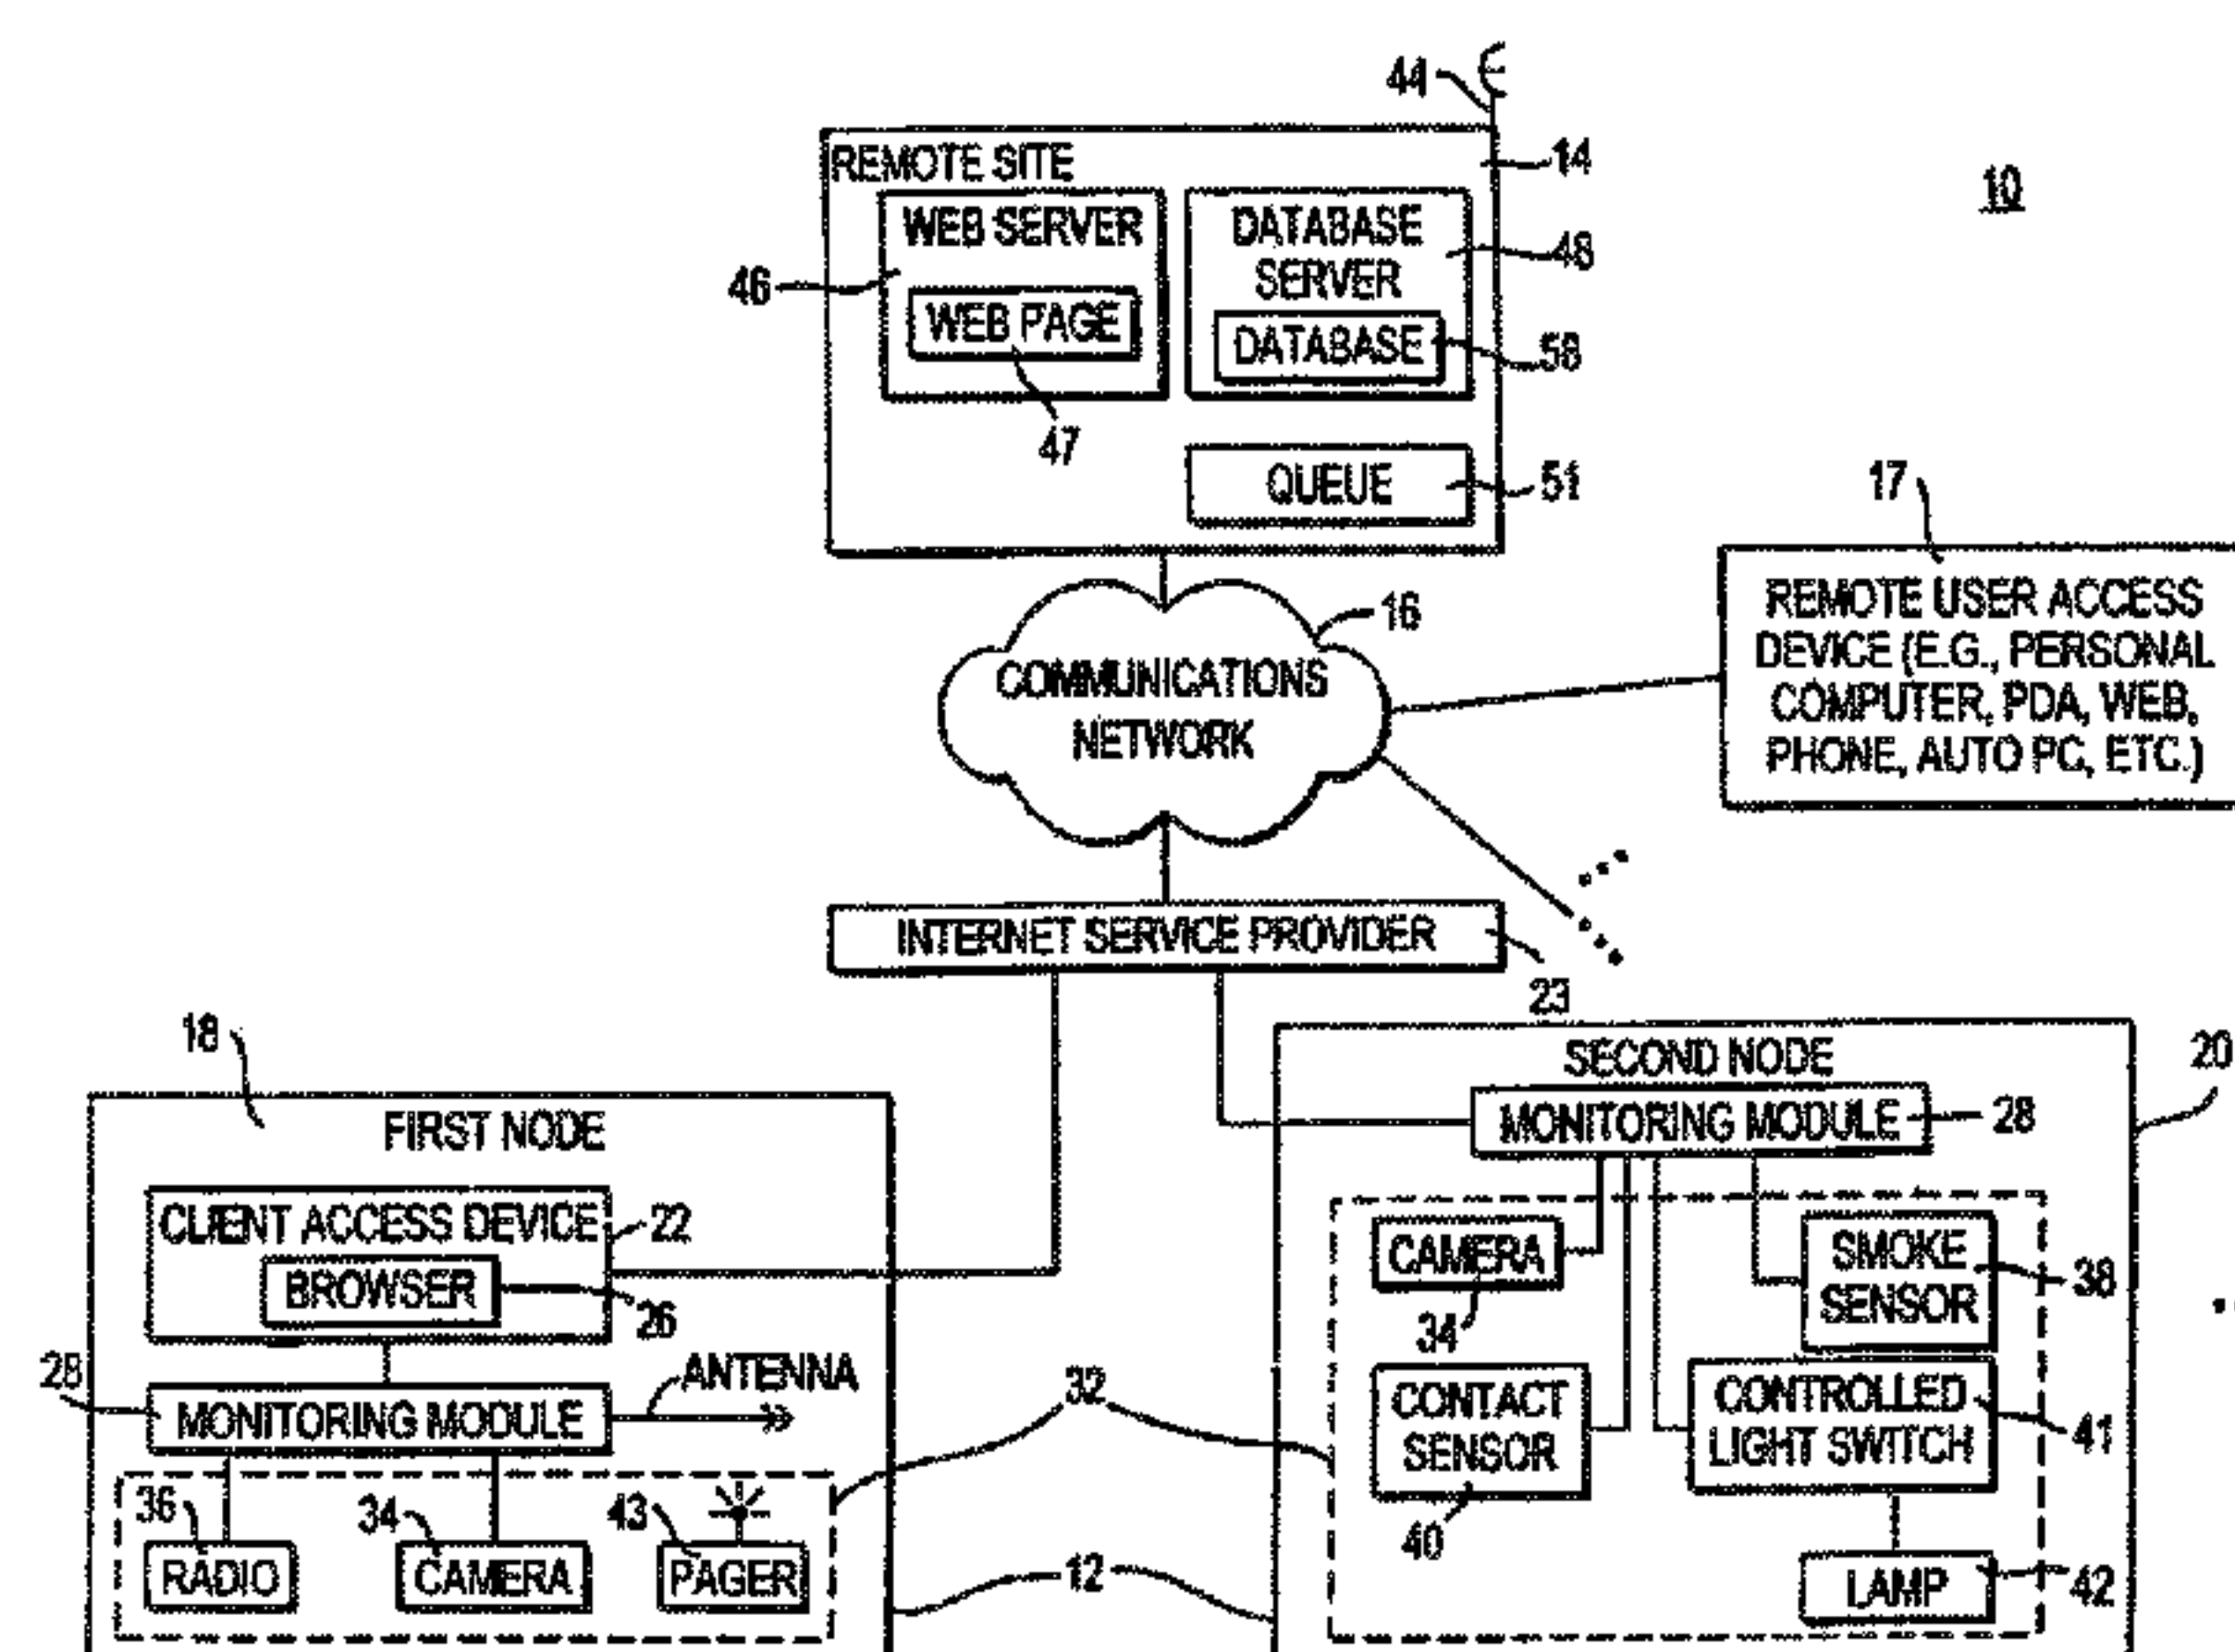 44
REMOTE SITE
14
10
WEB SERVER
46
WEB PAGE
47
DATABASE
SERVER
48
DATABASE
58
QUEUE
51
17
REMOTE USER ACCESS
DEVICE (E.G., PERSONAL
COMPUTER, PDA, WEB,
PHONE, AUTO PC, ETC.)
16
COMMUNICATIONS
NETWORK
INTERNET SERVICE PROVIDER
23
18
FIRST NODE
CLIENT ACCESS DEVICE
22
BROWSER
26
28
MONITORING MODULE
ANTENNA
36
RADIO
34
CAMERA
43
PAGER
32
12
SECOND NODE
20
MONITORING MODULE
28
CAMERA
34
SMOKE
SENSOR
38
CONTACT
SENSOR
40
CONTROLLED
LIGHT SWITCH
41
LAMP
42